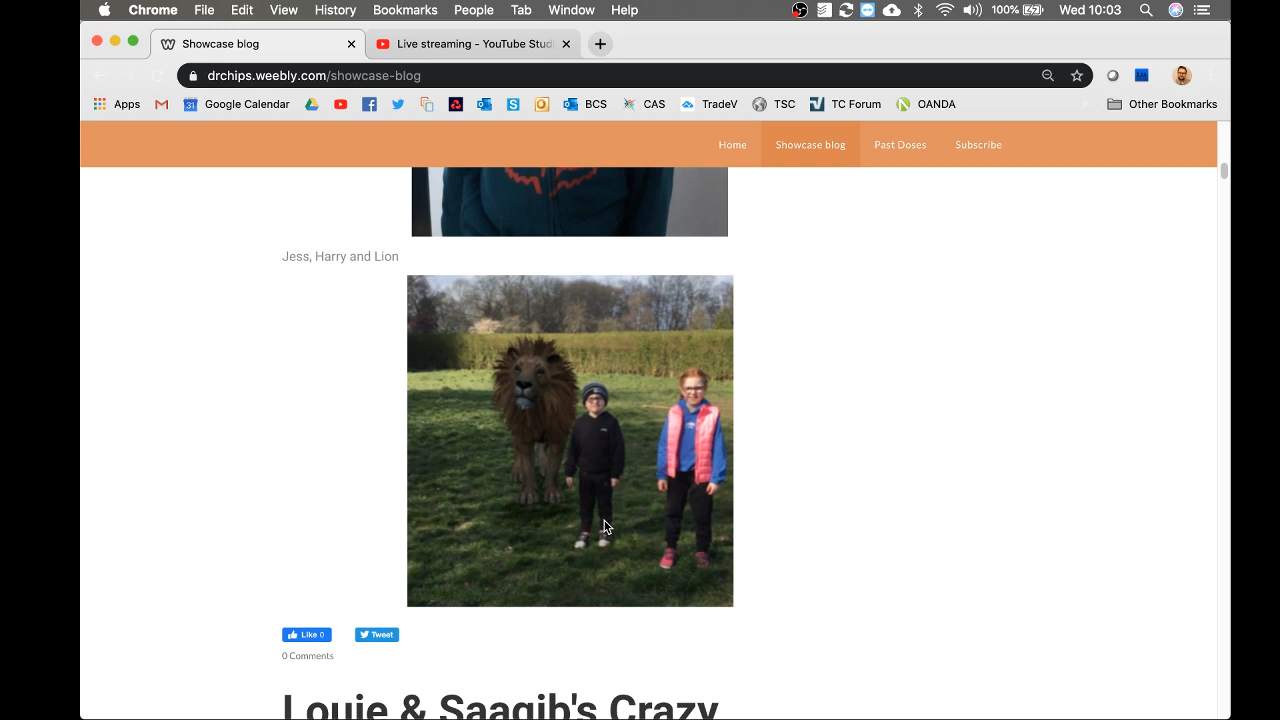 Chrome File Edit View History Bookmarks People Tab Window Help 100% Wed 10:03
Showcase blog Live streaming - YouTube Studi
drchips.weebly.com/showcase-blog
Apps Google Calendar BCS CAS TradeV TSC TC Forum OANDA Other Bookmarks
Home Showcase blog Past Doses Subscribe
Jess, Harry and Lion
Like 0 Tweet
0 Comments
Louie & Saaqib's Crazy